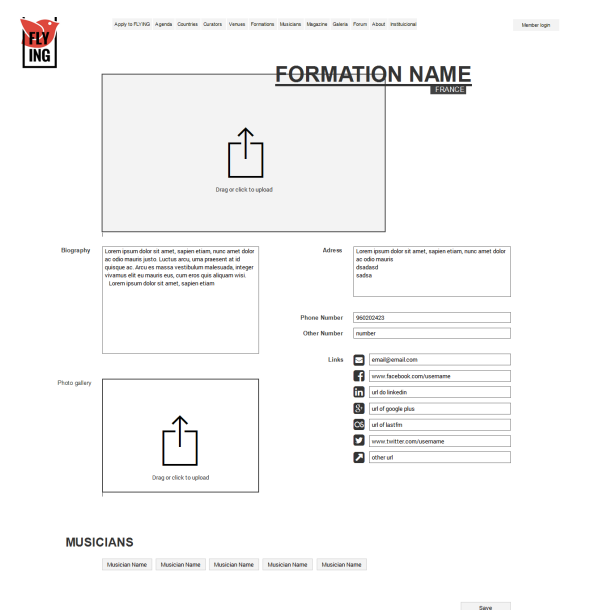 FLY
ING
Apply to FLYING Agenda Countries Curators Venues Formations Musicians Magazine Galeria Forum About Instituicional
Member login
FORMATION NAME
FRANCE
Drag or click to upload
Biography
Lorem ipsum dolor sit amet, sapien etiam, nunc amet dolor
ac odio mauris justo. Luctus arcu, urna praesent at id
quisque ac. Arcu es massa vestibulum malesuada, integer
vivamus elit eu mauris eus, cum eros quis aliquam wisi.
Lorem ipsum dolor sit amet, sapien etiam
Adress
Lorem ipsum dolor sit amet, sapien etiam, nunc amet dolor
ac odio mauris
dsadasd
sadsa
Phone Number
960202423
Other Number
number
Links
email@email.com
www.facebook.com/username
url do linkedin
url of google plus
url of lastfm
www.twitter.com/username
other url
Photo gallery
Drag or click to upload
MUSICIANS
Musician Name Musician Name Musician Name Musician Name Musician Name
Save